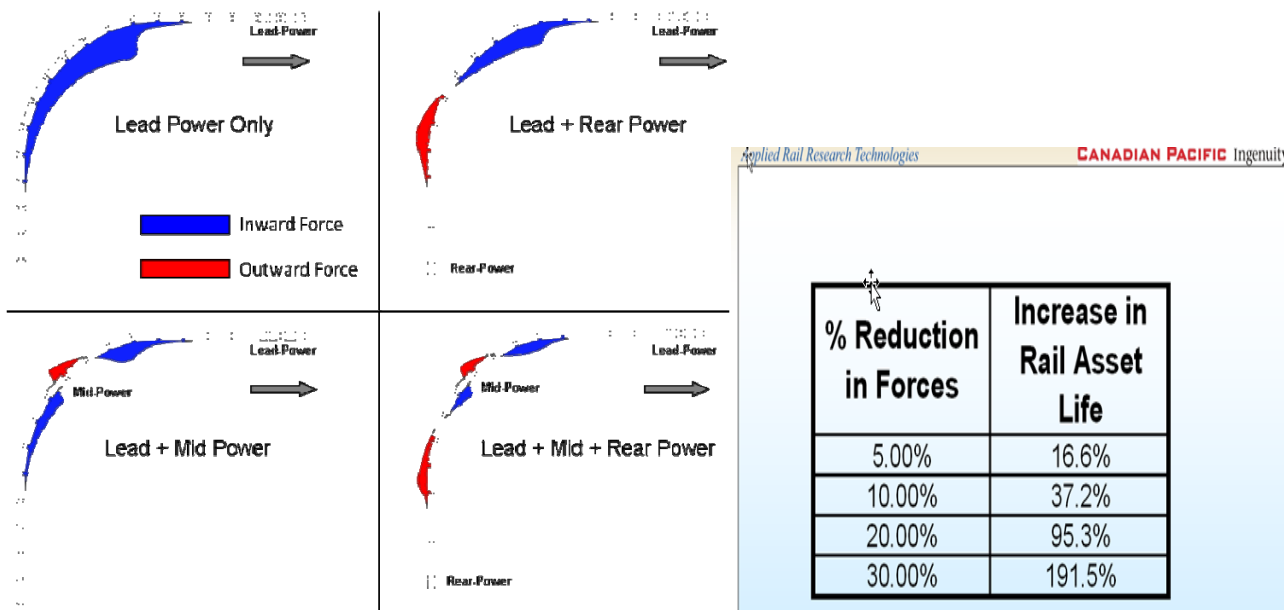 Lead-Power
Lead Power Only
Inward Force
Outward Force
Lead-Power
Lead + Rear Power
Rear-Power
Lead-Power
Mid-Power
Lead + Mid Power
Lead-Power
Mid-Power
Lead + Mid + Rear Power
Rear-Power
Applied Rail Research Technologies
CANADIAN PACIFIC Ingenuity
% Reduction
in Forces
Increase in
Rail Asset
Life
5.00% 16.6%
10.00% 37.2%
20.00% 95.3%
30.00% 191.5%